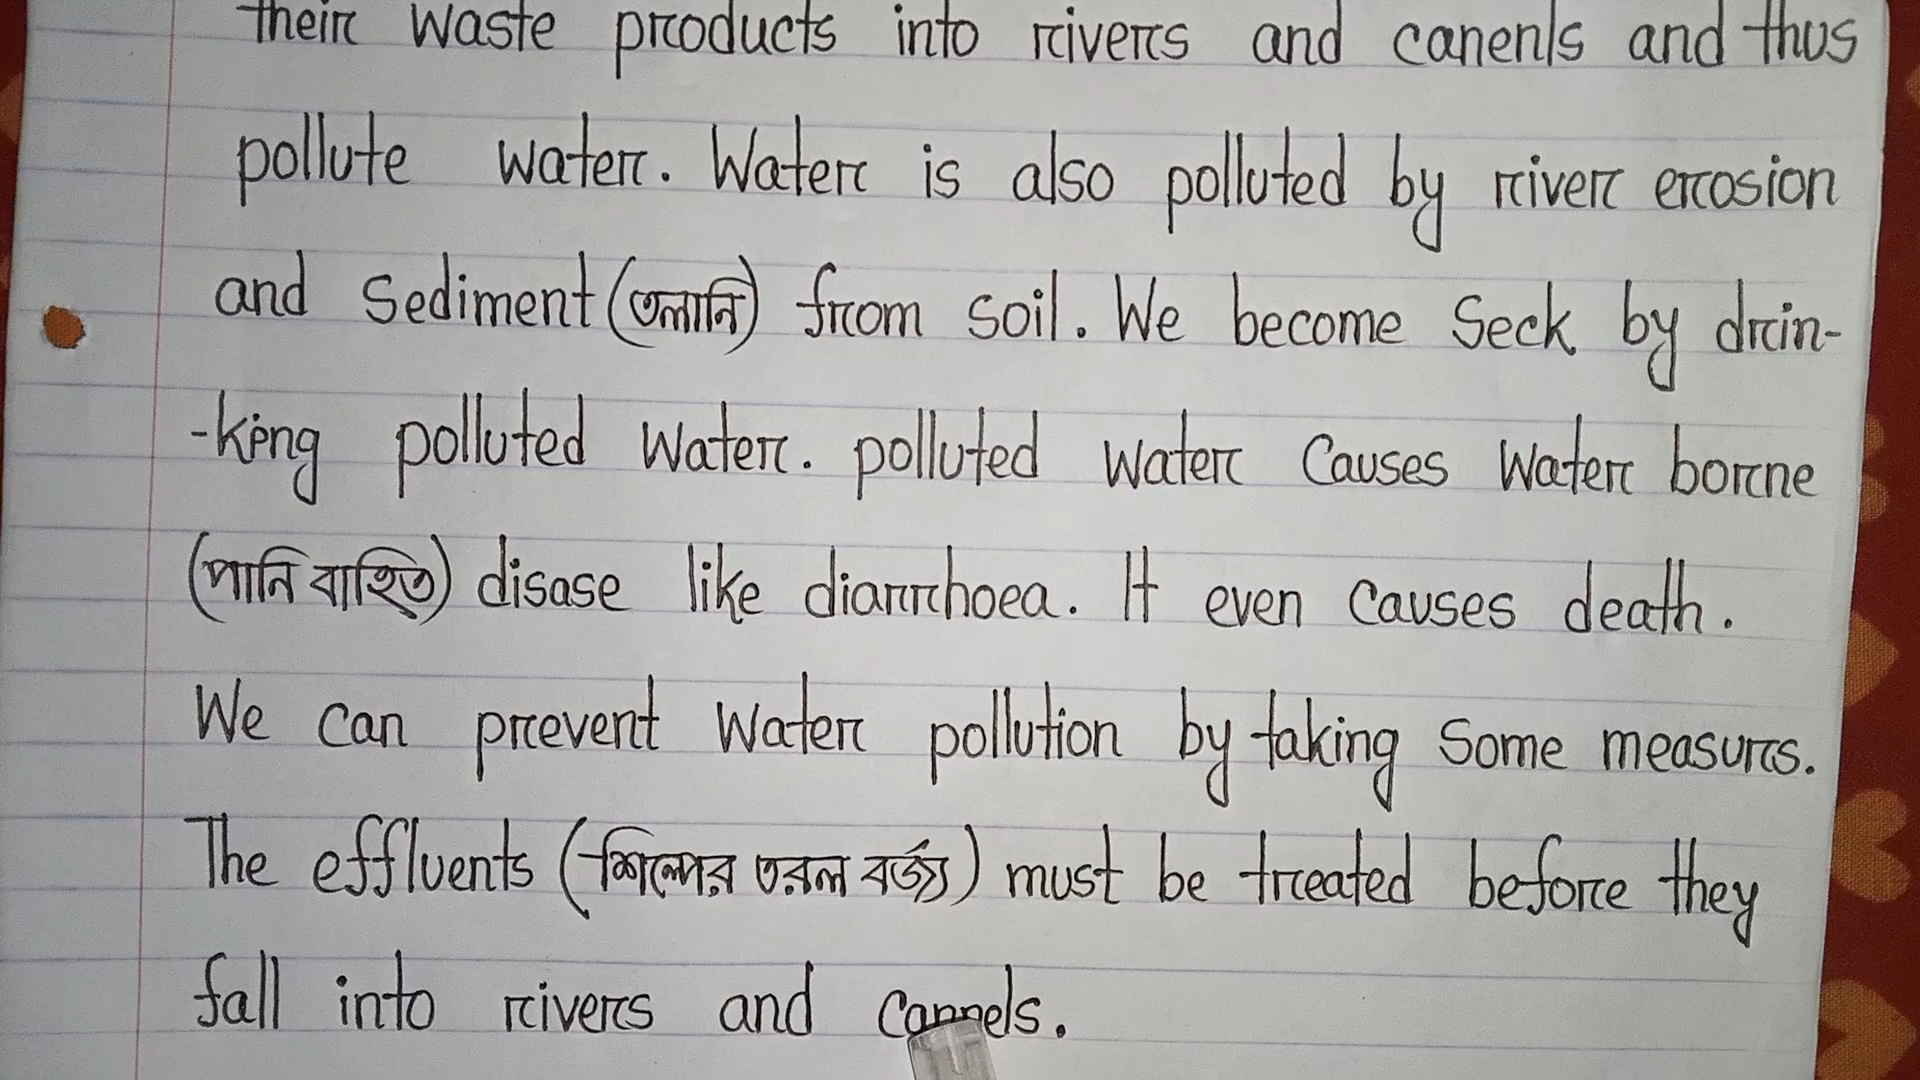 their waste products into rivers and canenls and thus
pollute water. Water is also polluted by river erosion
and Sediment (তলানি) from soil. We become Seck by drin-
-king polluted water. polluted water Causes water borne
(পানি বাহিত) disase like diarrhoea. It even causes death.
We can prevent water pollution by taking Some measurs.
The effluents (শিল্পের তরল বর্জ্য) must be treated before they
fall into rivers and cannels.